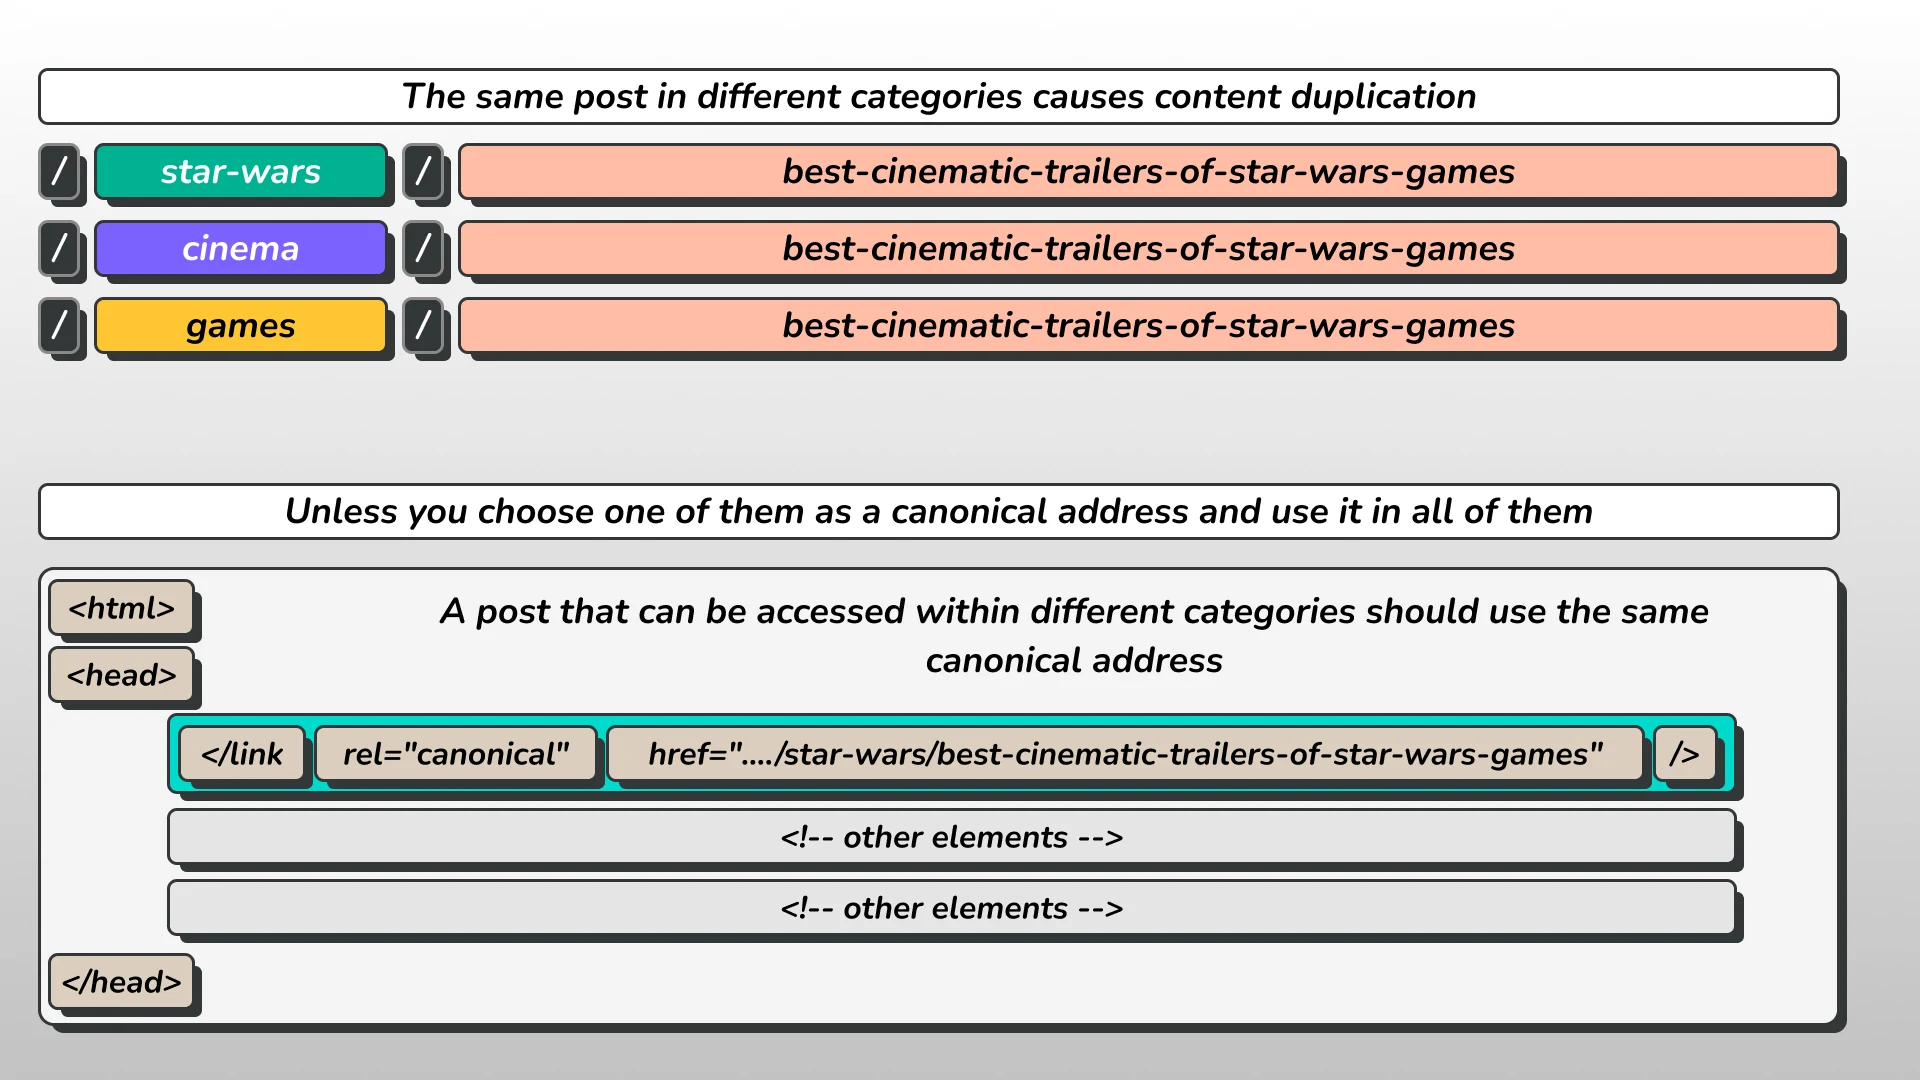 The same post in different categories causes content duplication
/ star-wars / best-cinematic-trailers-of-star-wars-games
/ cinema / best-cinematic-trailers-of-star-wars-games
/ games / best-cinematic-trailers-of-star-wars-games
Unless you choose one of them as a canonical address and use it in all of them
<html>
A post that can be accessed within different categories should use the same
canonical address
<head>
</link rel="canonical" href="..../star-wars/best-cinematic-trailers-of-star-wars-games" />
<!-- other elements -->
<!-- other elements -->
</head>